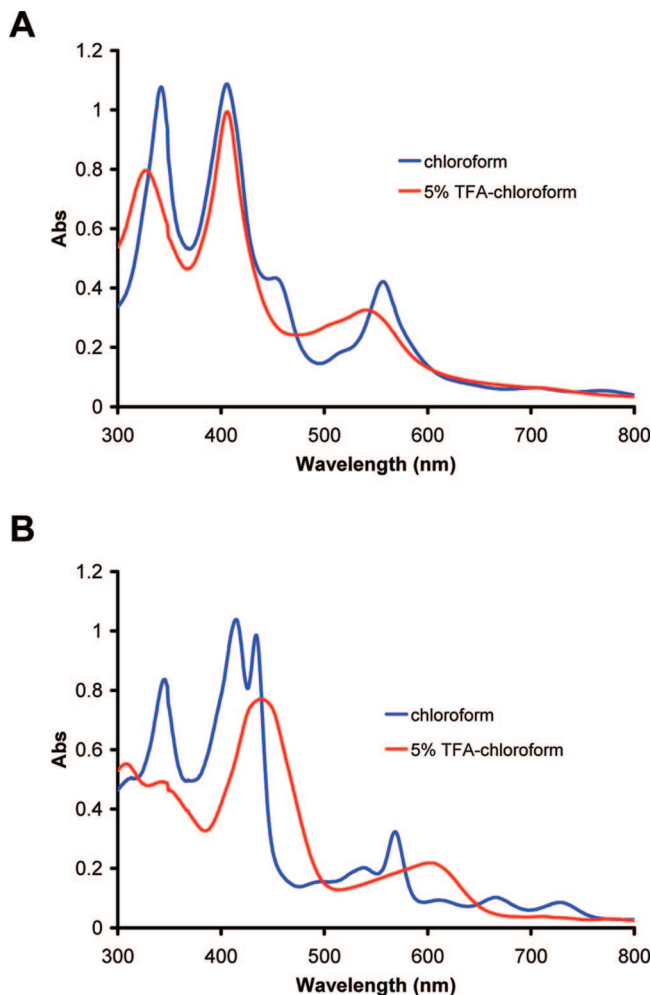 A
1.2
1
0.8
0.6
0.4
0.2
0
Abs
chloroform
5% TFA-chloroform
300 400 500 600 700 800
Wavelength (nm)
B
1.2
1
0.8
0.6
0.4
0.2
0
Abs
chloroform
5% TFA-chloroform
300 400 500 600 700 800
Wavelength (nm)